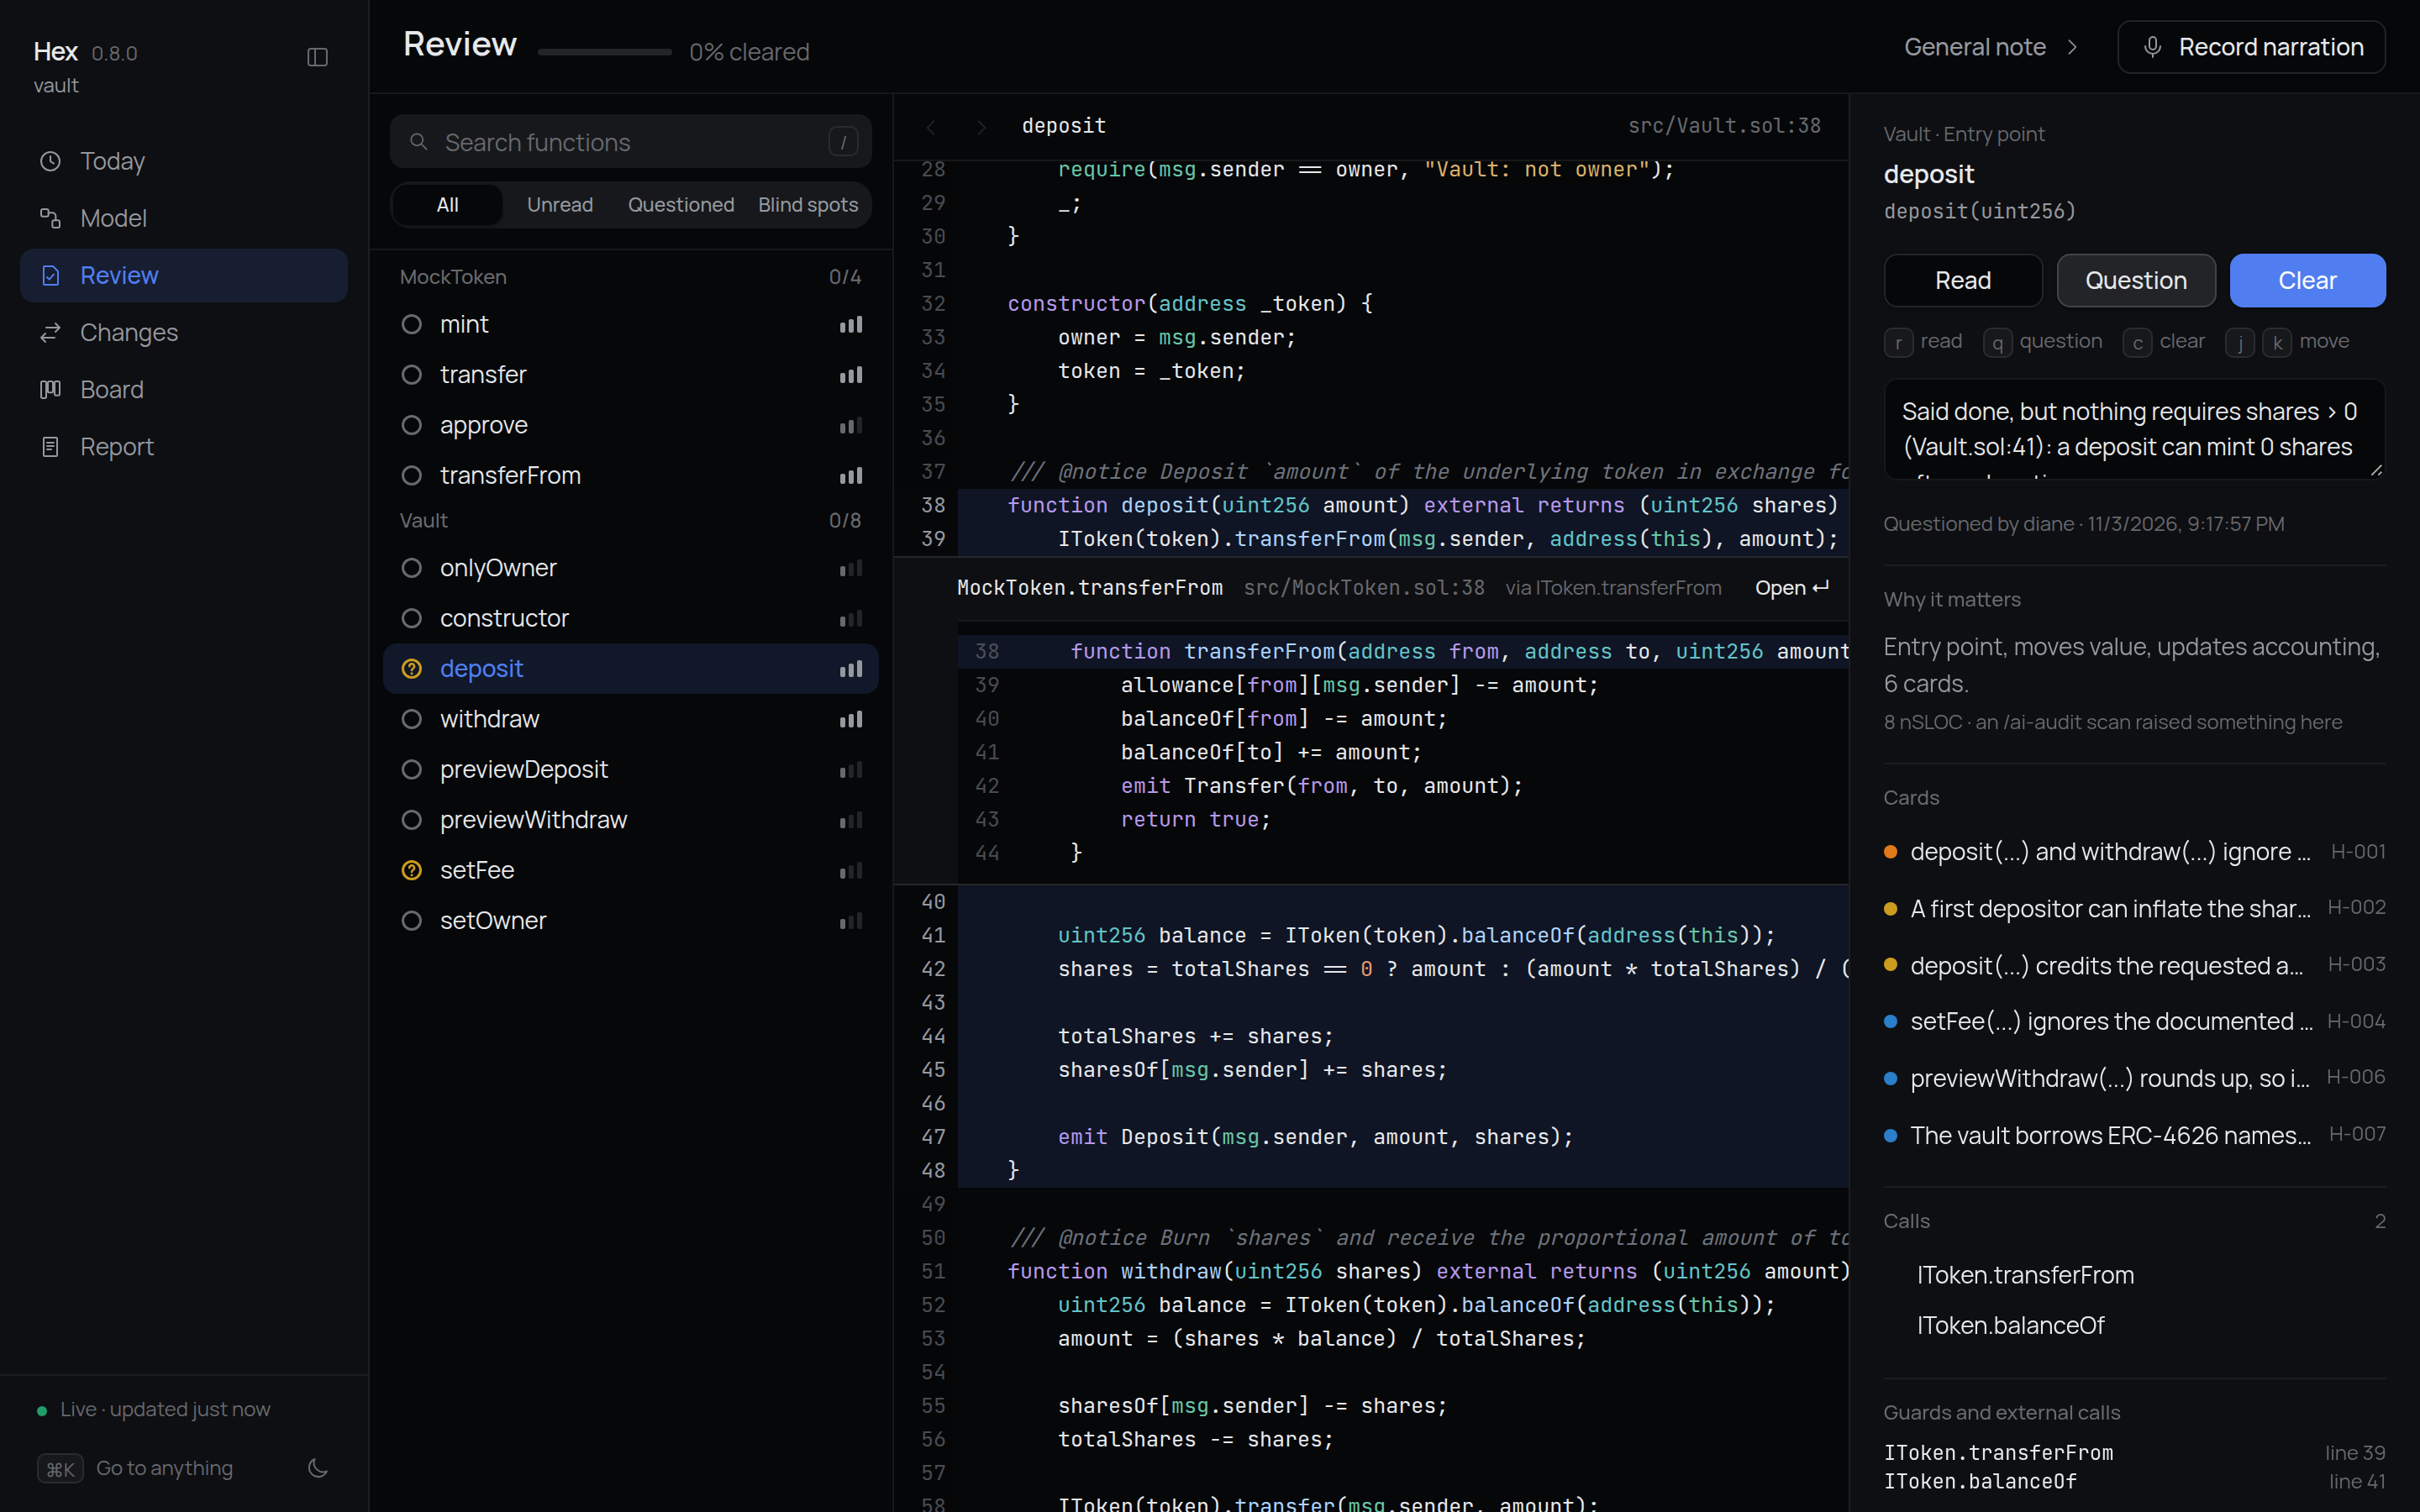 Hex 0.8.0
vault
Today
Model
Review
Changes
Board
Report
Live · updated just now
⌘K Go to anything
Review 0% cleared
General note
Record narration
Search functions /
All Unread Questioned Blind spots
MockToken 0/4
mint
transfer
approve
transferFrom
Vault 0/8
onlyOwner
constructor
deposit
withdraw
previewDeposit
previewWithdraw
setFee
setOwner
deposit src/Vault.sol:38
28 require(msg.sender == owner, "Vault: not owner");
29 _;
30 }
31
32 constructor(address _token) {
33 owner = msg.sender;
34 token = _token;
35 }
36
37 /// @notice Deposit `amount` of the underlying token in exchange fo
38 function deposit(uint256 amount) external returns (uint256 shares)
39 IToken(token).transferFrom(msg.sender, address(this), amount);
MockToken.transferFrom src/MockToken.sol:38 via IToken.transferFrom Open ↵
38 function transferFrom(address from, address to, uint256 amount
39 allowance[from][msg.sender] -= amount;
40 balanceOf[from] -= amount;
41 balanceOf[to] += amount;
42 emit Transfer(from, to, amount);
43 return true;
44 }
40
41 uint256 balance = IToken(token).balanceOf(address(this));
42 shares = totalShares == 0 ? amount : (amount * totalShares) / (
43
44 totalShares += shares;
45 sharesOf[msg.sender] += shares;
46
47 emit Deposit(msg.sender, amount, shares);
48 }
49
50 /// @notice Burn `shares` and receive the proportional amount of to
51 function withdraw(uint256 shares) external returns (uint256 amount)
52 uint256 balance = IToken(token).balanceOf(address(this));
53 amount = (shares * balance) / totalShares;
54
55 sharesOf[msg.sender] -= shares;
56 totalShares -= shares;
57
58 IToken(token).transfer(msg.sender, amount);
Vault · Entry point
deposit
deposit(uint256)
Read Question Clear
r read q question c clear j k move
Said done, but nothing requires shares > 0
(Vault.sol:41): a deposit can mint 0 shares
Questioned by diane · 11/3/2026, 9:17:57 PM
Why it matters
Entry point, moves value, updates accounting,
6 cards.
8 nSLOC · an /ai-audit scan raised something here
Cards
deposit(...) and withdraw(...) ignore ... H-001
A first depositor can inflate the shar... H-002
deposit(...) credits the requested a... H-003
setFee(...) ignores the documented ... H-004
previewWithdraw(...) rounds up, so i... H-006
The vault borrows ERC-4626 names... H-007
Calls 2
IToken.transferFrom
IToken.balanceOf
Guards and external calls
IToken.transferFrom line 39
IToken.balanceOf line 41